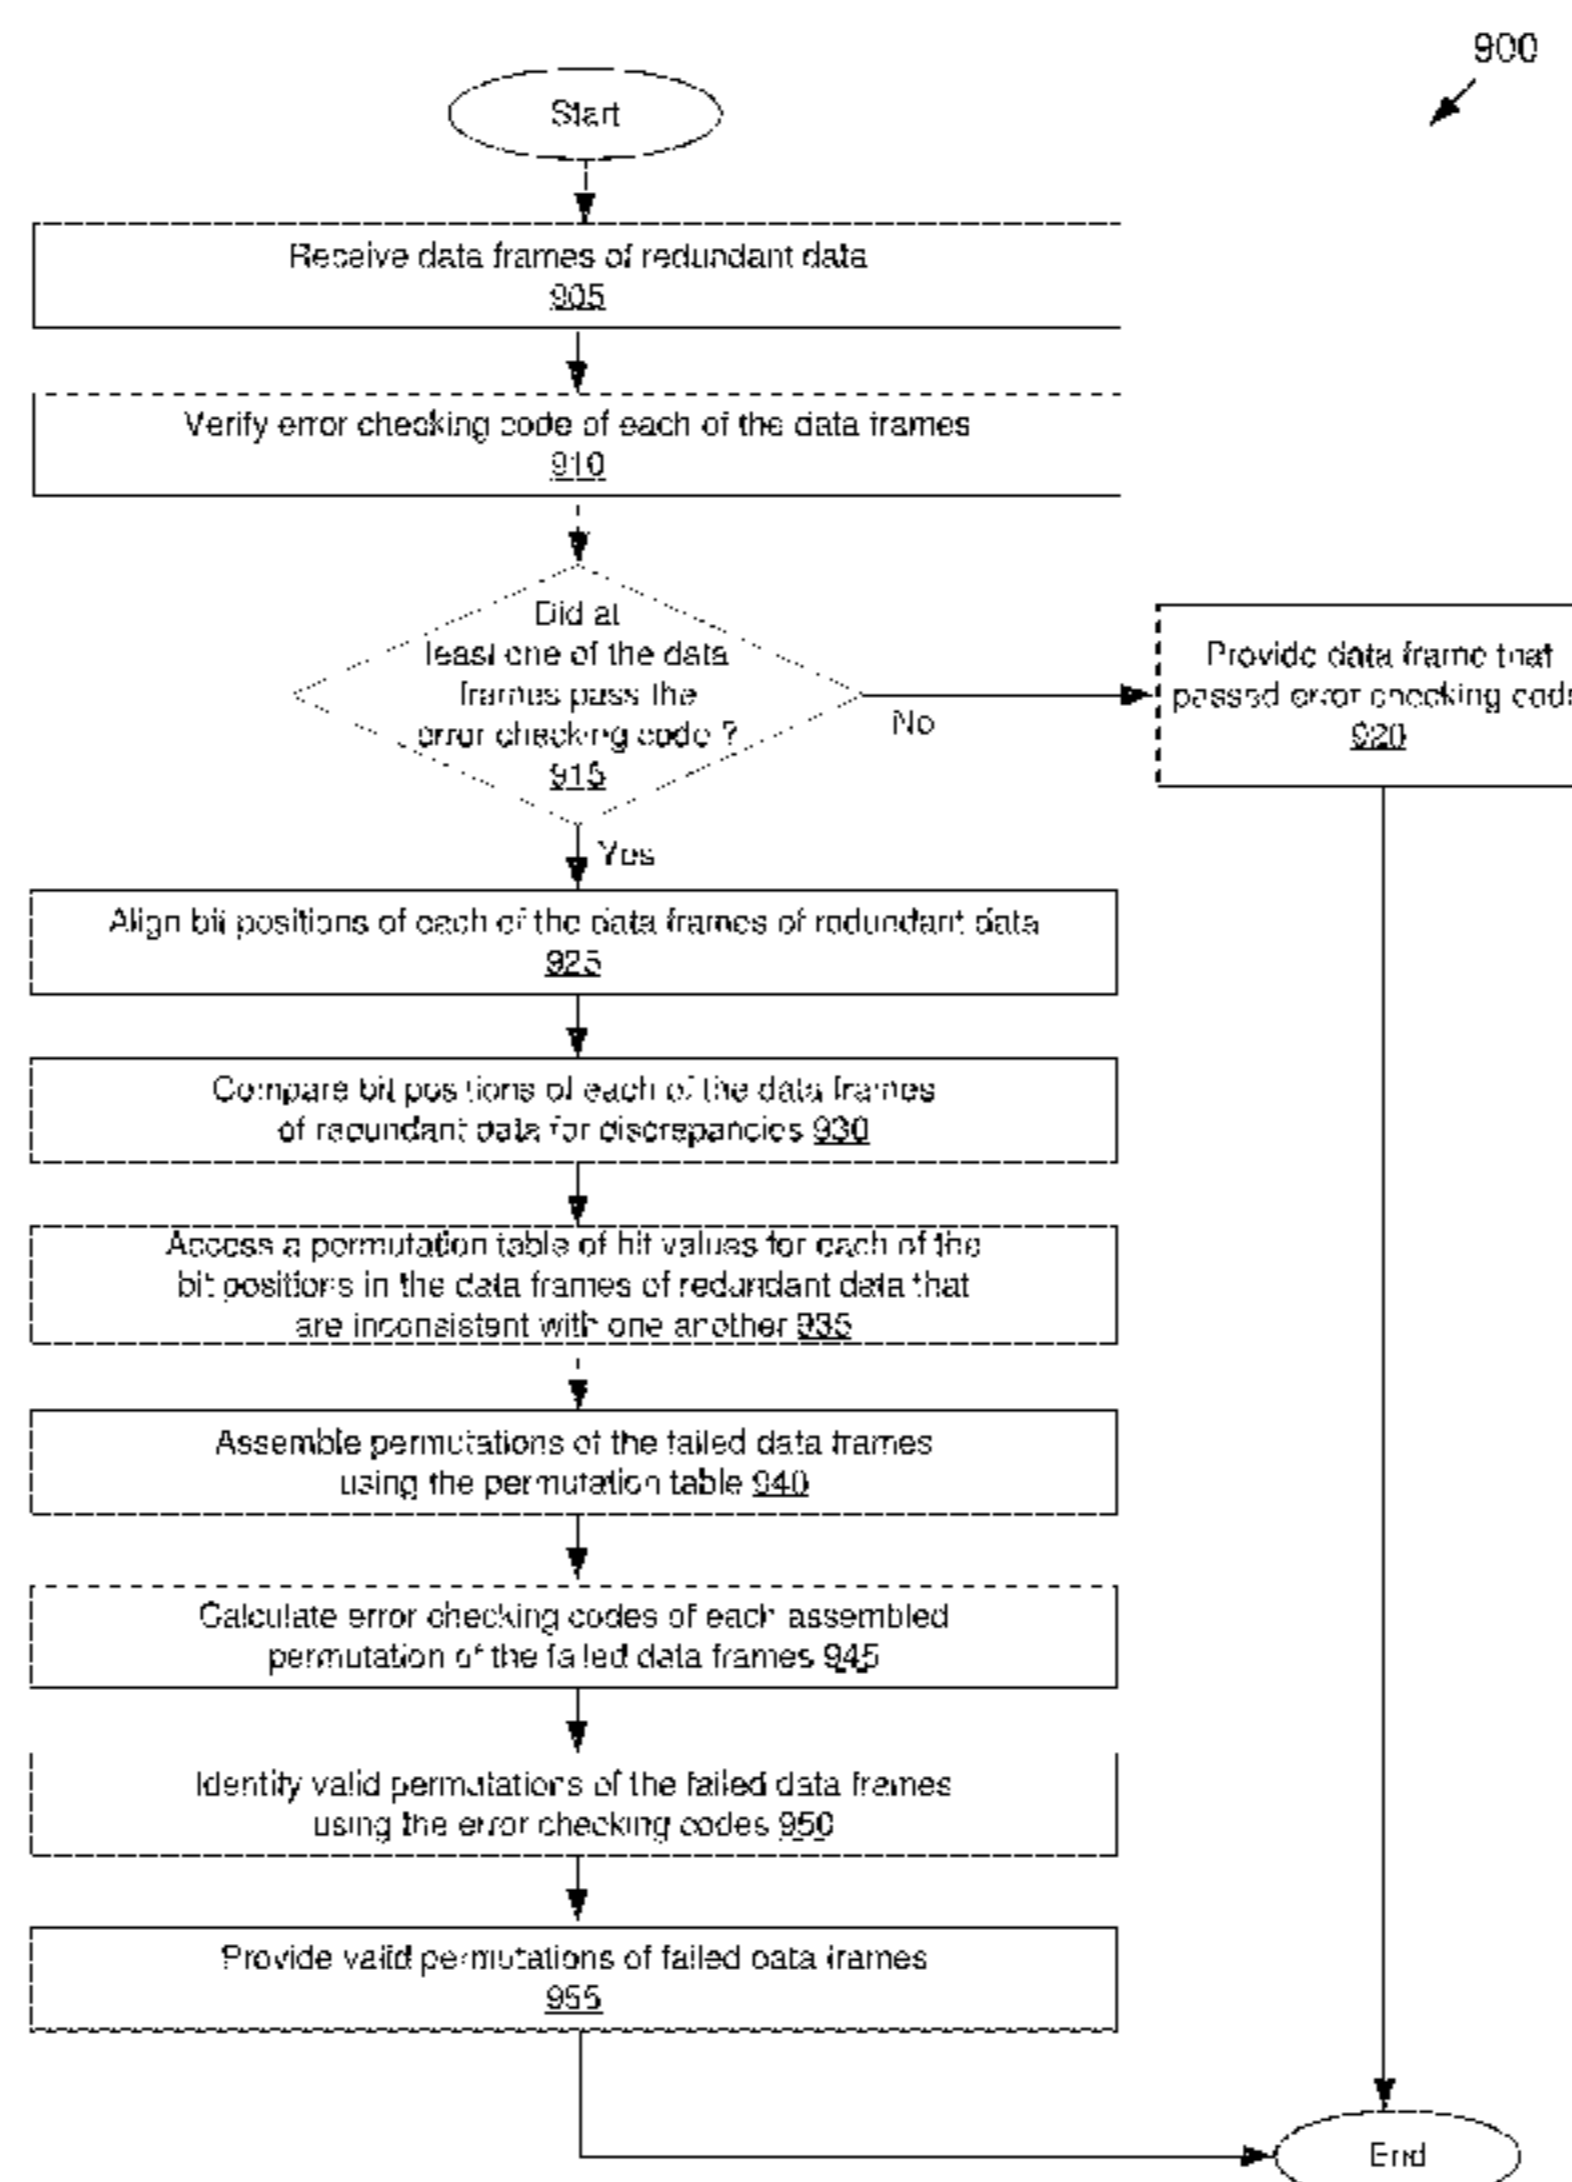 900
Start
Receive data frames of redundant data
905
Verify error checking code of each of the data frames
910
Did at
least one of the data
frames pass the
error checking code ?
915
No
Provide data frame that
passed error checking code
920
Yes
Align bit positions of each of the data frames of redundant data
925
Compare bit positions of each of the data frames
of redundant data for discrepancies 930
Access a permutation table of bit values for each of the
bit positions in the data frames of redundant data that
are inconsistent with one another 935
Assemble permutations of the failed data frames
using the permutation table 940
Calculate error checking codes of each assembled
permutation of the failed data frames 945
Identify valid permutations of the failed data frames
using the error checking codes 950
Provide valid permutations of failed data frames
955
End